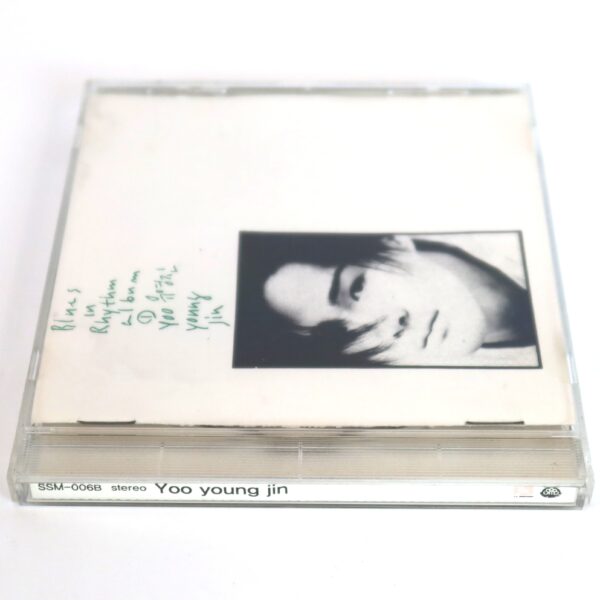 Blues
in
Rhythm
album
① 유영진
Yoo
young
jin
SSM-006B stereo Yoo young jin